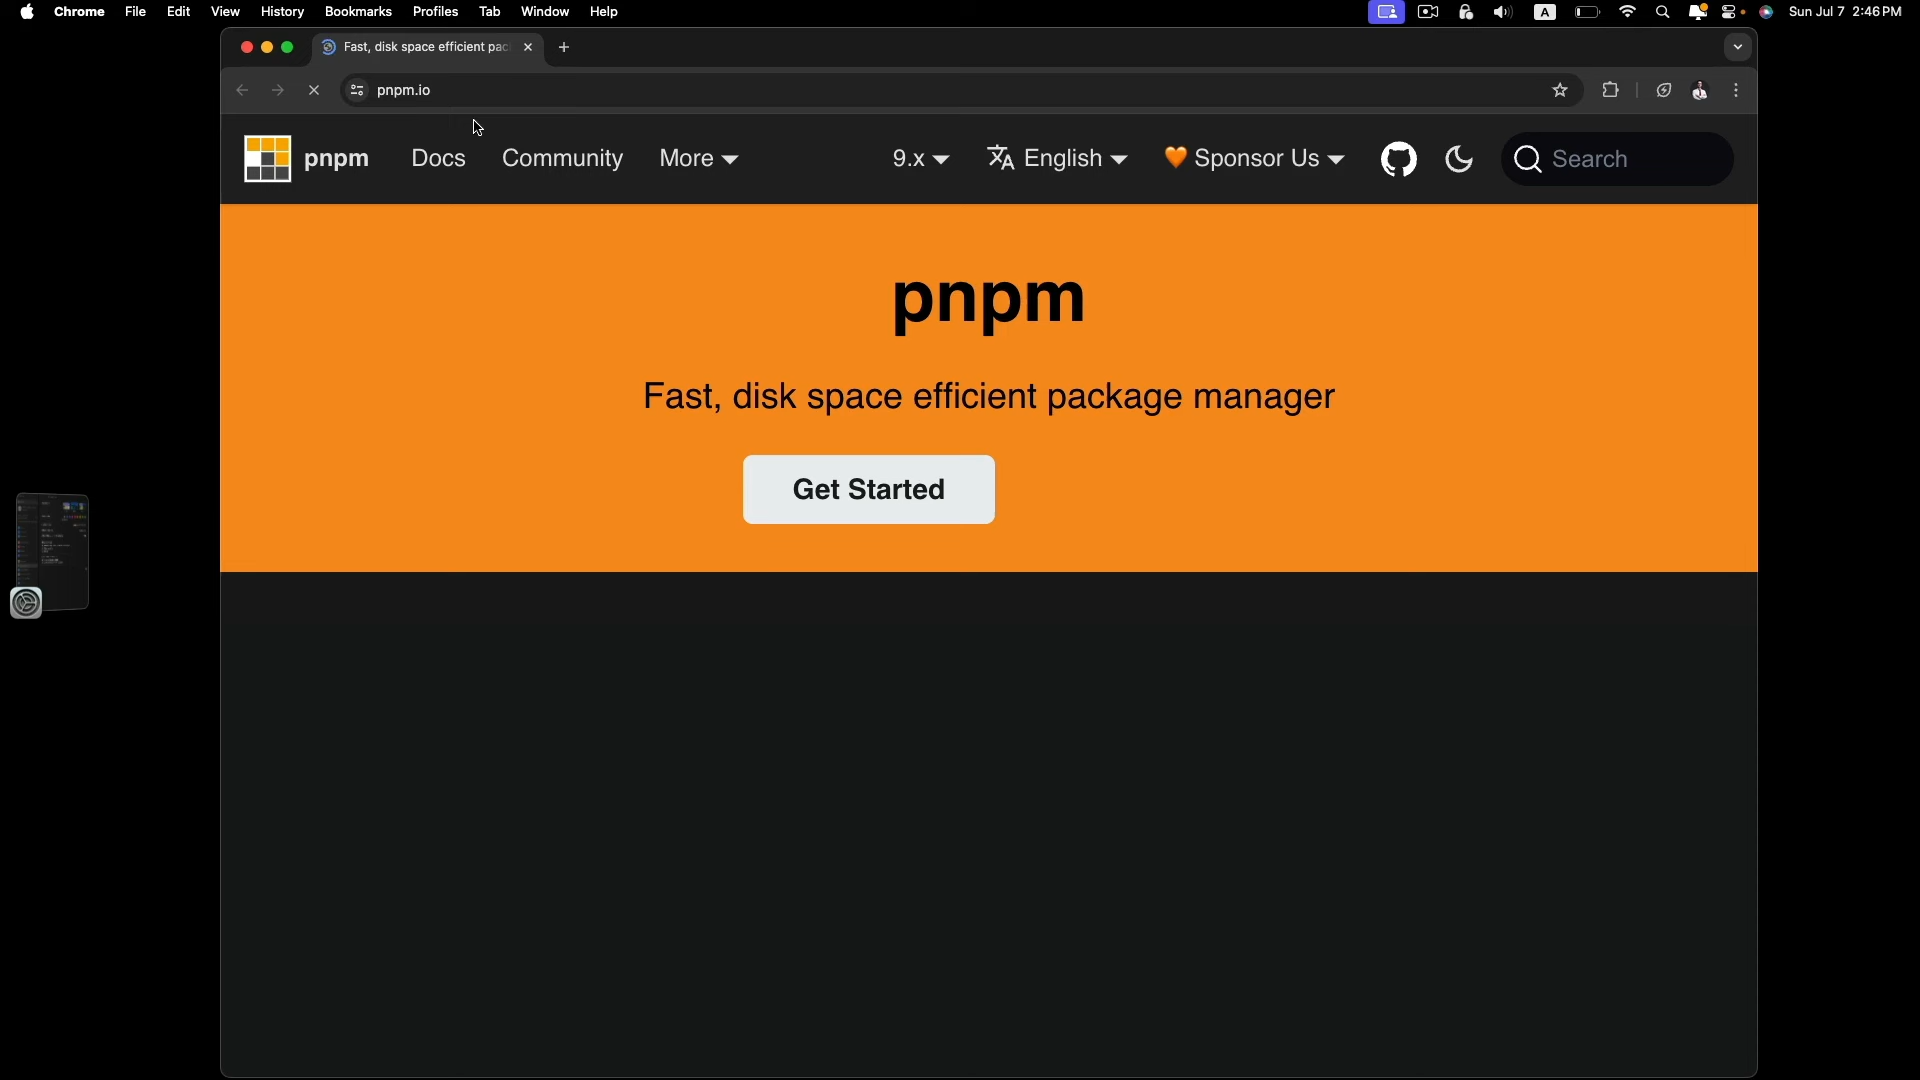 Chrome File Edit View History Bookmarks Profiles Tab Window Help A Sun Jul 7 2:46 PM
Fast, disk space efficient pac
pnpm.io
pnpm Docs Community More 9.x English Sponsor Us Search
pnpm
Fast, disk space efficient package manager
Get Started